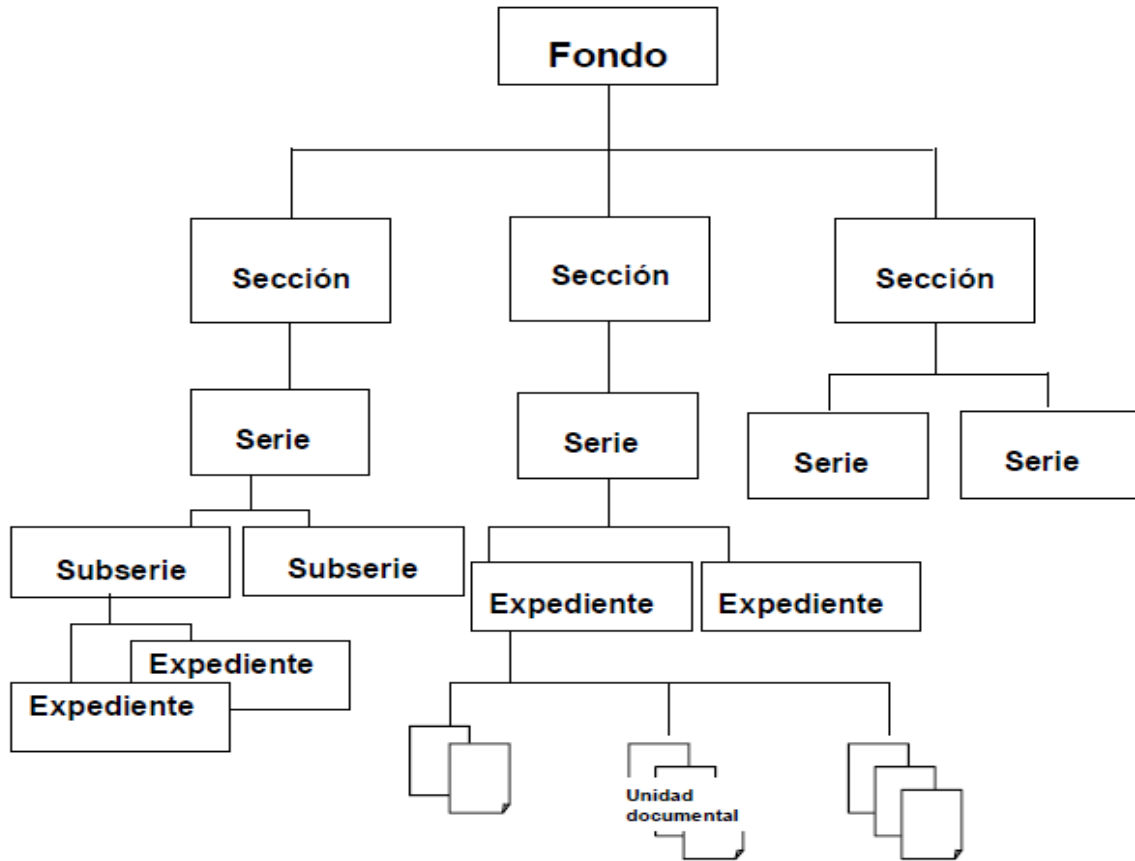 Fondo
Sección
Sección
Sección
Serie
Serie
Serie
Serie
Subserie
Subserie
Expediente
Expediente
Expediente
Expediente
Unidad
documental